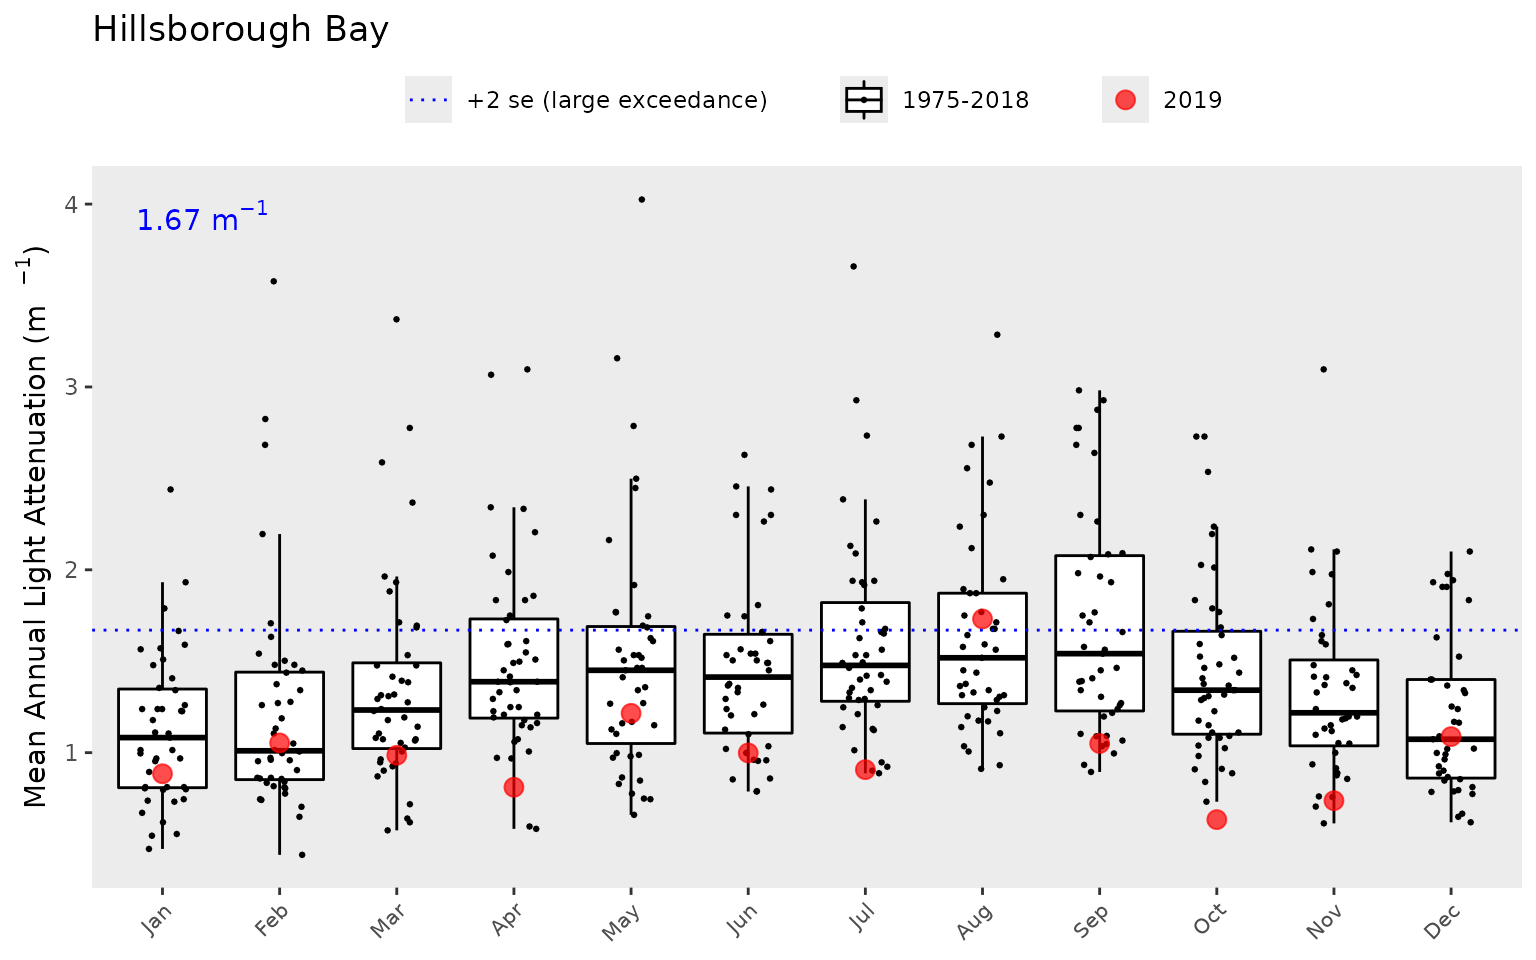 Hillsborough Bay
+2 se (large exceedance) 1975-2018 2019
Mean Annual Light Attenuation (m ⁻¹)
1.67 m⁻¹
4
3
2
1
Jan Feb Mar Apr May Jun Jul Aug Sep Oct Nov Dec